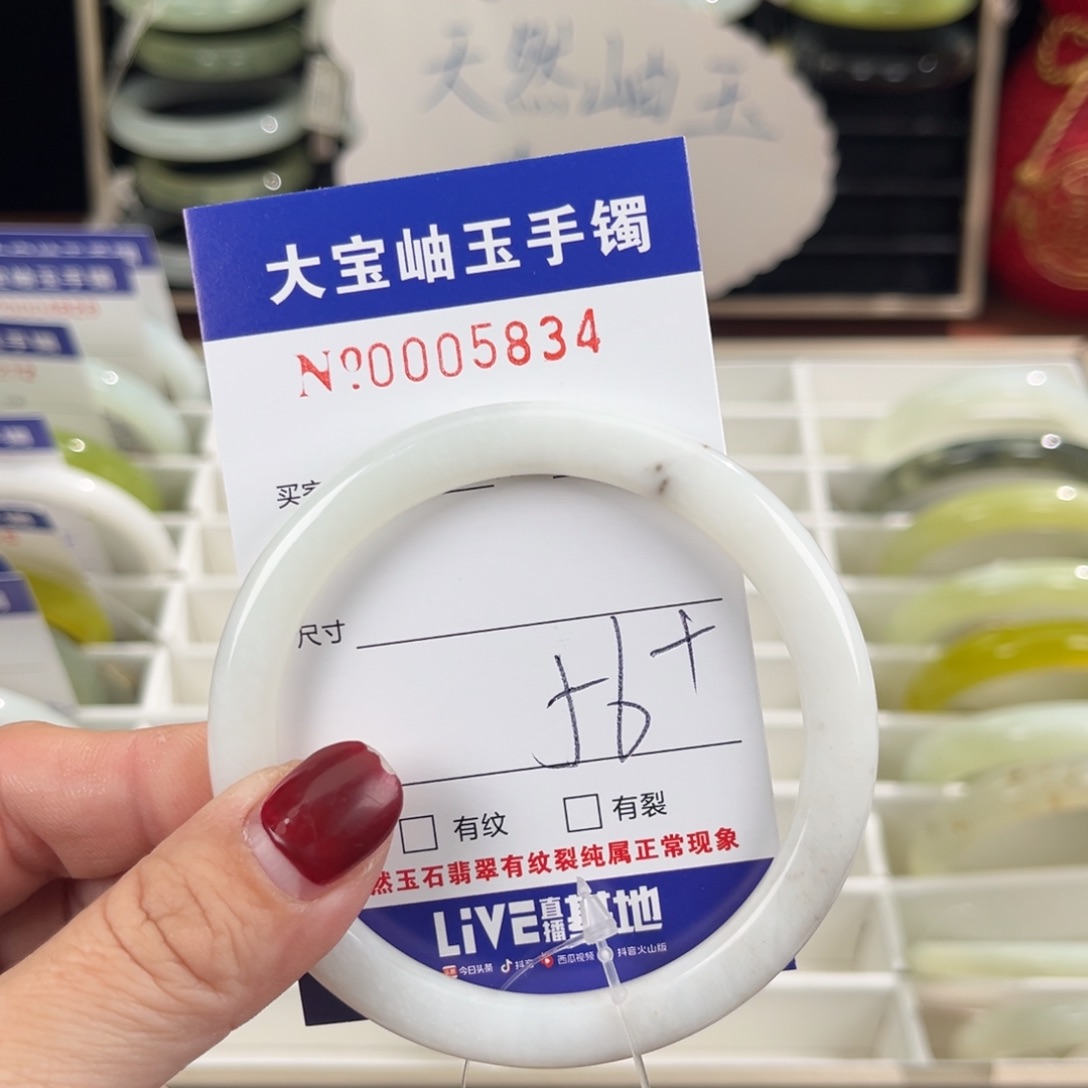 天然岫玉
大宝岫玉手镯
№0005834
买
尺寸
56+
有纹
有裂
然玉石翡翠有纹裂纯属正常现象
LiVE直播基地
今日头条 抖音 西瓜视频 抖音火山版